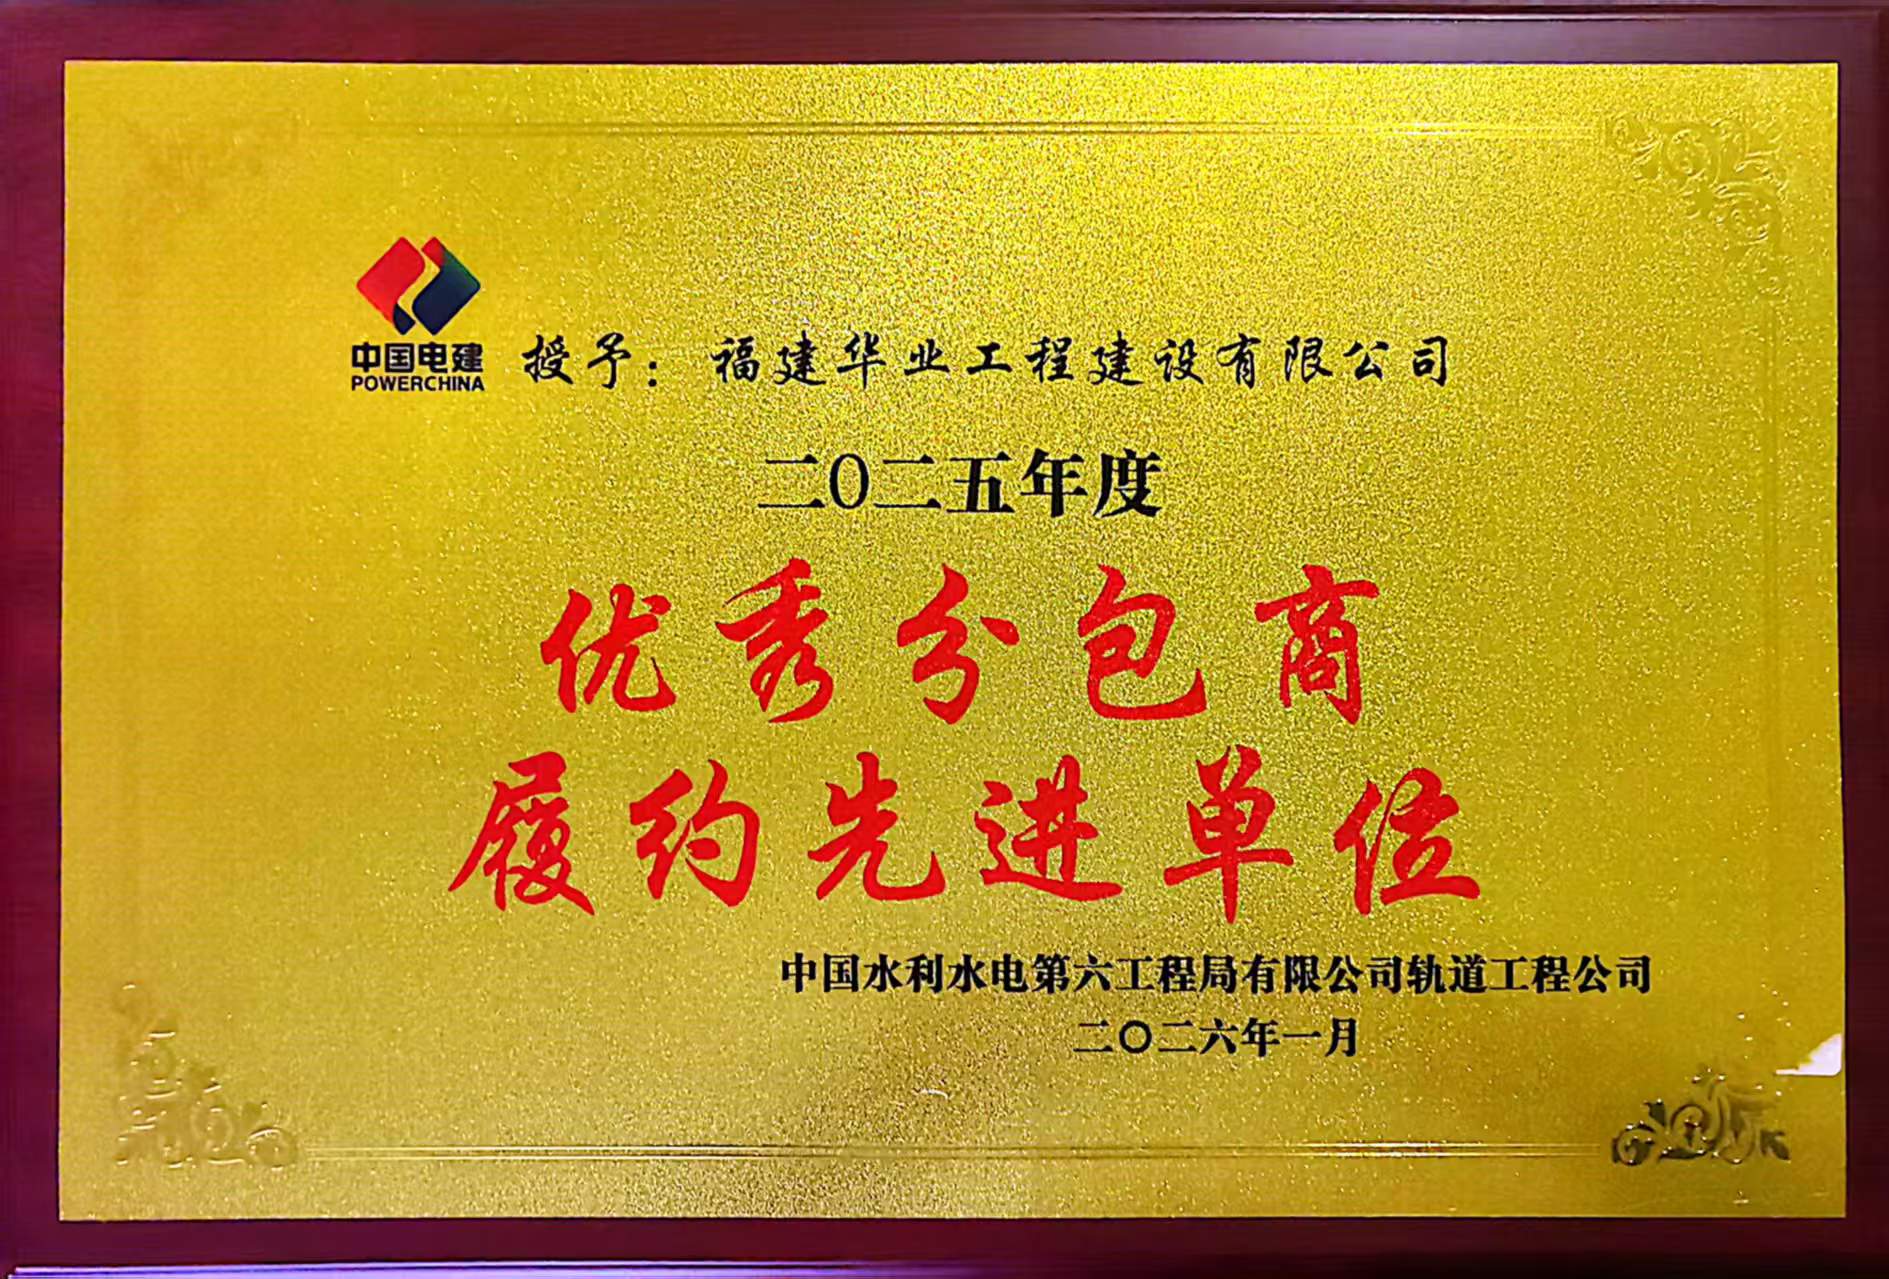 中国电建
POWERCHINA
授予：福建华业工程建设有限公司
二0二五年度
优秀分包商
履约先进单位
中国水利水电第六工程局有限公司轨道工程公司
二〇二六年一月